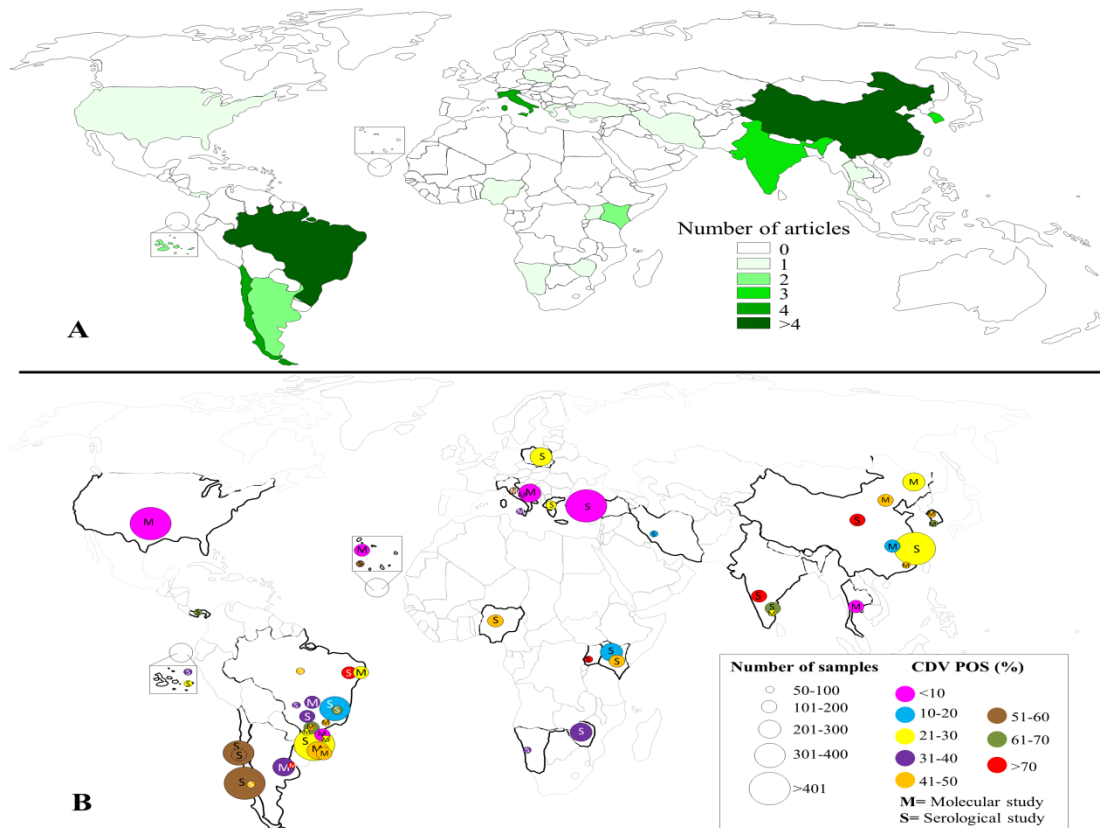 Number of articles
0
1
2
3
4
>4
A
S
M
M
M
S
S
M
S
M
S
M
M
S
M
S
M
S
S
S
S
M
S
S
M
M
S
S
S
M
S
M
S
M
M
S
S
M
M
S
S
S
M
M
B
Number of samples
50-100
101-200
201-300
301-400
>401
CDV POS (%)
<10
10-20
21-30
31-40
41-50
51-60
61-70
>70
M= Molecular study
S= Serological study